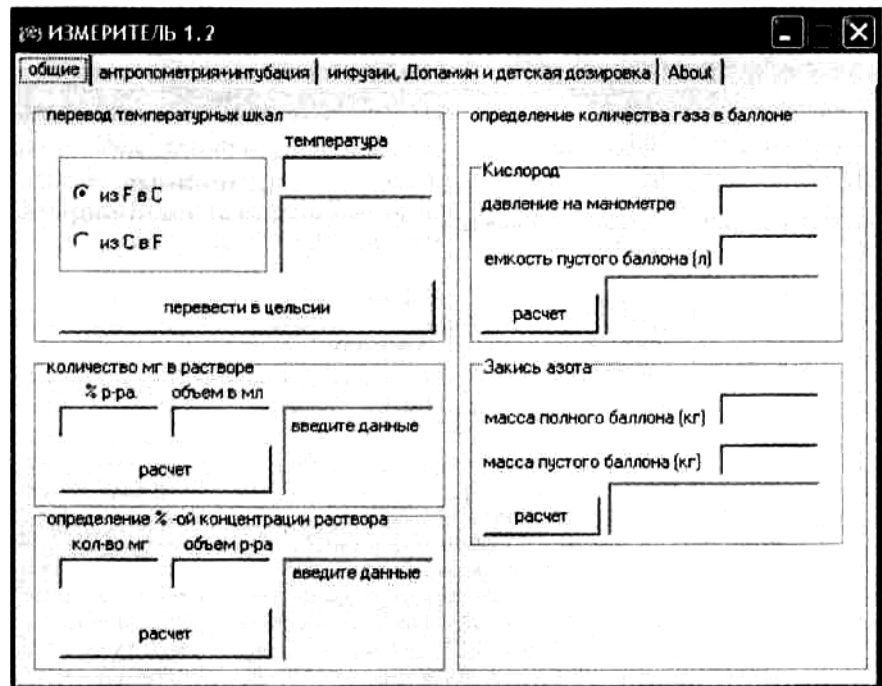 ИЗМЕРИТЕЛЬ 1.2
общие антропометрия+интубация инфузии, Допамин и детская дозировка About
перевод температурных шкал
температура
из F в C
из C в F
перевести в цельсии
количество мг в растворе
% р-ра. объем в мл
введите данные
расчет
определение % -ой концентрации раствора
кол-во мг объем р-ра
введите данные
расчет
определение количества газа в баллоне
Кислород
давление на манометре
емкость пустого баллона (л)
расчет
Закись азота
масса полного баллона (кг)
масса пустого баллона (кг)
расчет